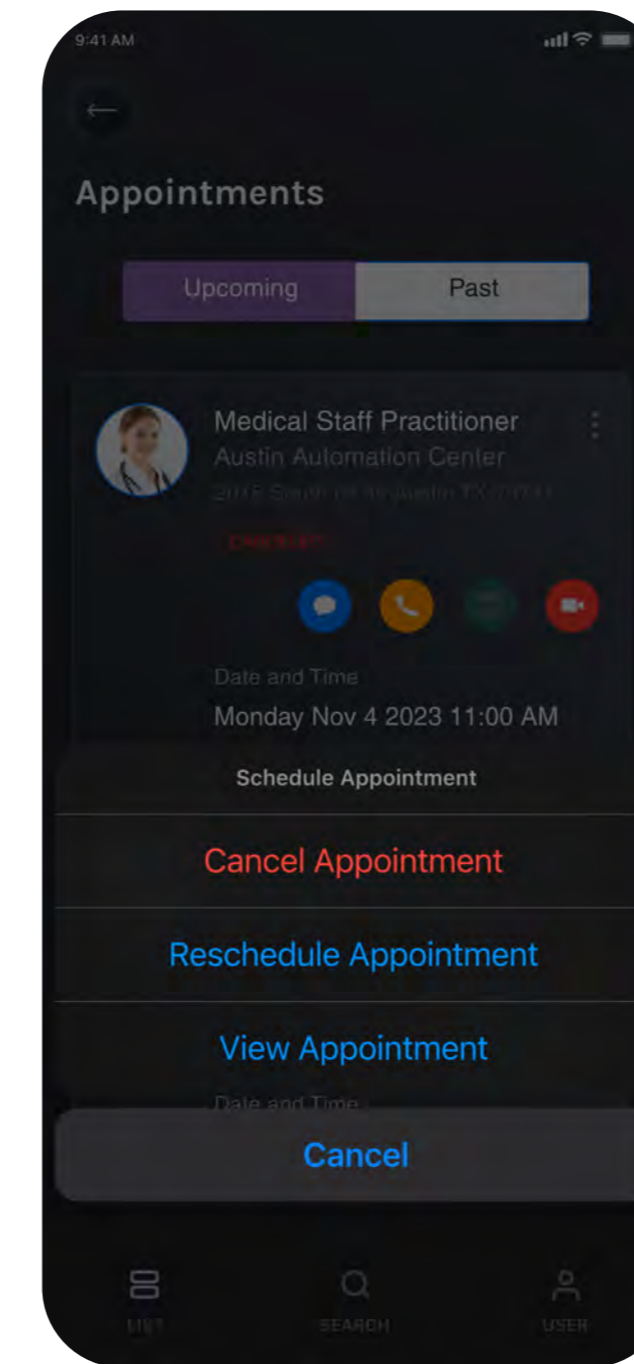 9:41 AM
Appointments
Upcoming Past
Medical Staff Practitioner
Austin Automation Center
Date and Time
Monday Nov 4 2023 11:00 AM
Schedule Appointment
Cancel Appointment
Reschedule Appointment
View Appointment
Date and Time
Cancel
LIST SEARCH USER